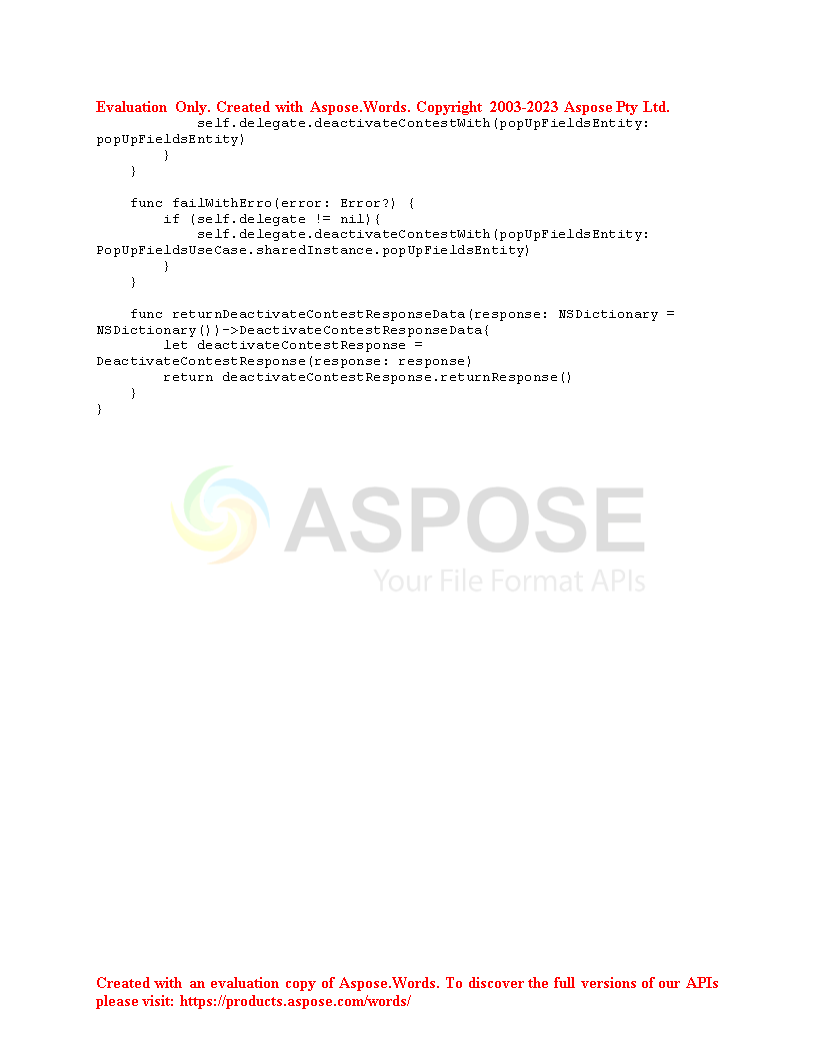 Evaluation Only. Created with Aspose.Words. Copyright 2003-2023 Aspose Pty Ltd.
            self.delegate.deactivateContestWith(popUpFieldsEntity:
popUpFieldsEntity)
        }
    }

    func failWithErro(error: Error?) {
        if (self.delegate != nil){
            self.delegate.deactivateContestWith(popUpFieldsEntity:
PopUpFieldsUseCase.sharedInstance.popUpFieldsEntity)
        }
    }

    func returnDeactivateContestResponseData(response: NSDictionary =
NSDictionary())->DeactivateContestResponseData{
        let deactivateContestResponse =
DeactivateContestResponse(response: response)
        return deactivateContestResponse.returnResponse()
    }
}
ASPOSE
Your File Format APIs
Created with an evaluation copy of Aspose.Words. To discover the full versions of our APIs
please visit: https://products.aspose.com/words/